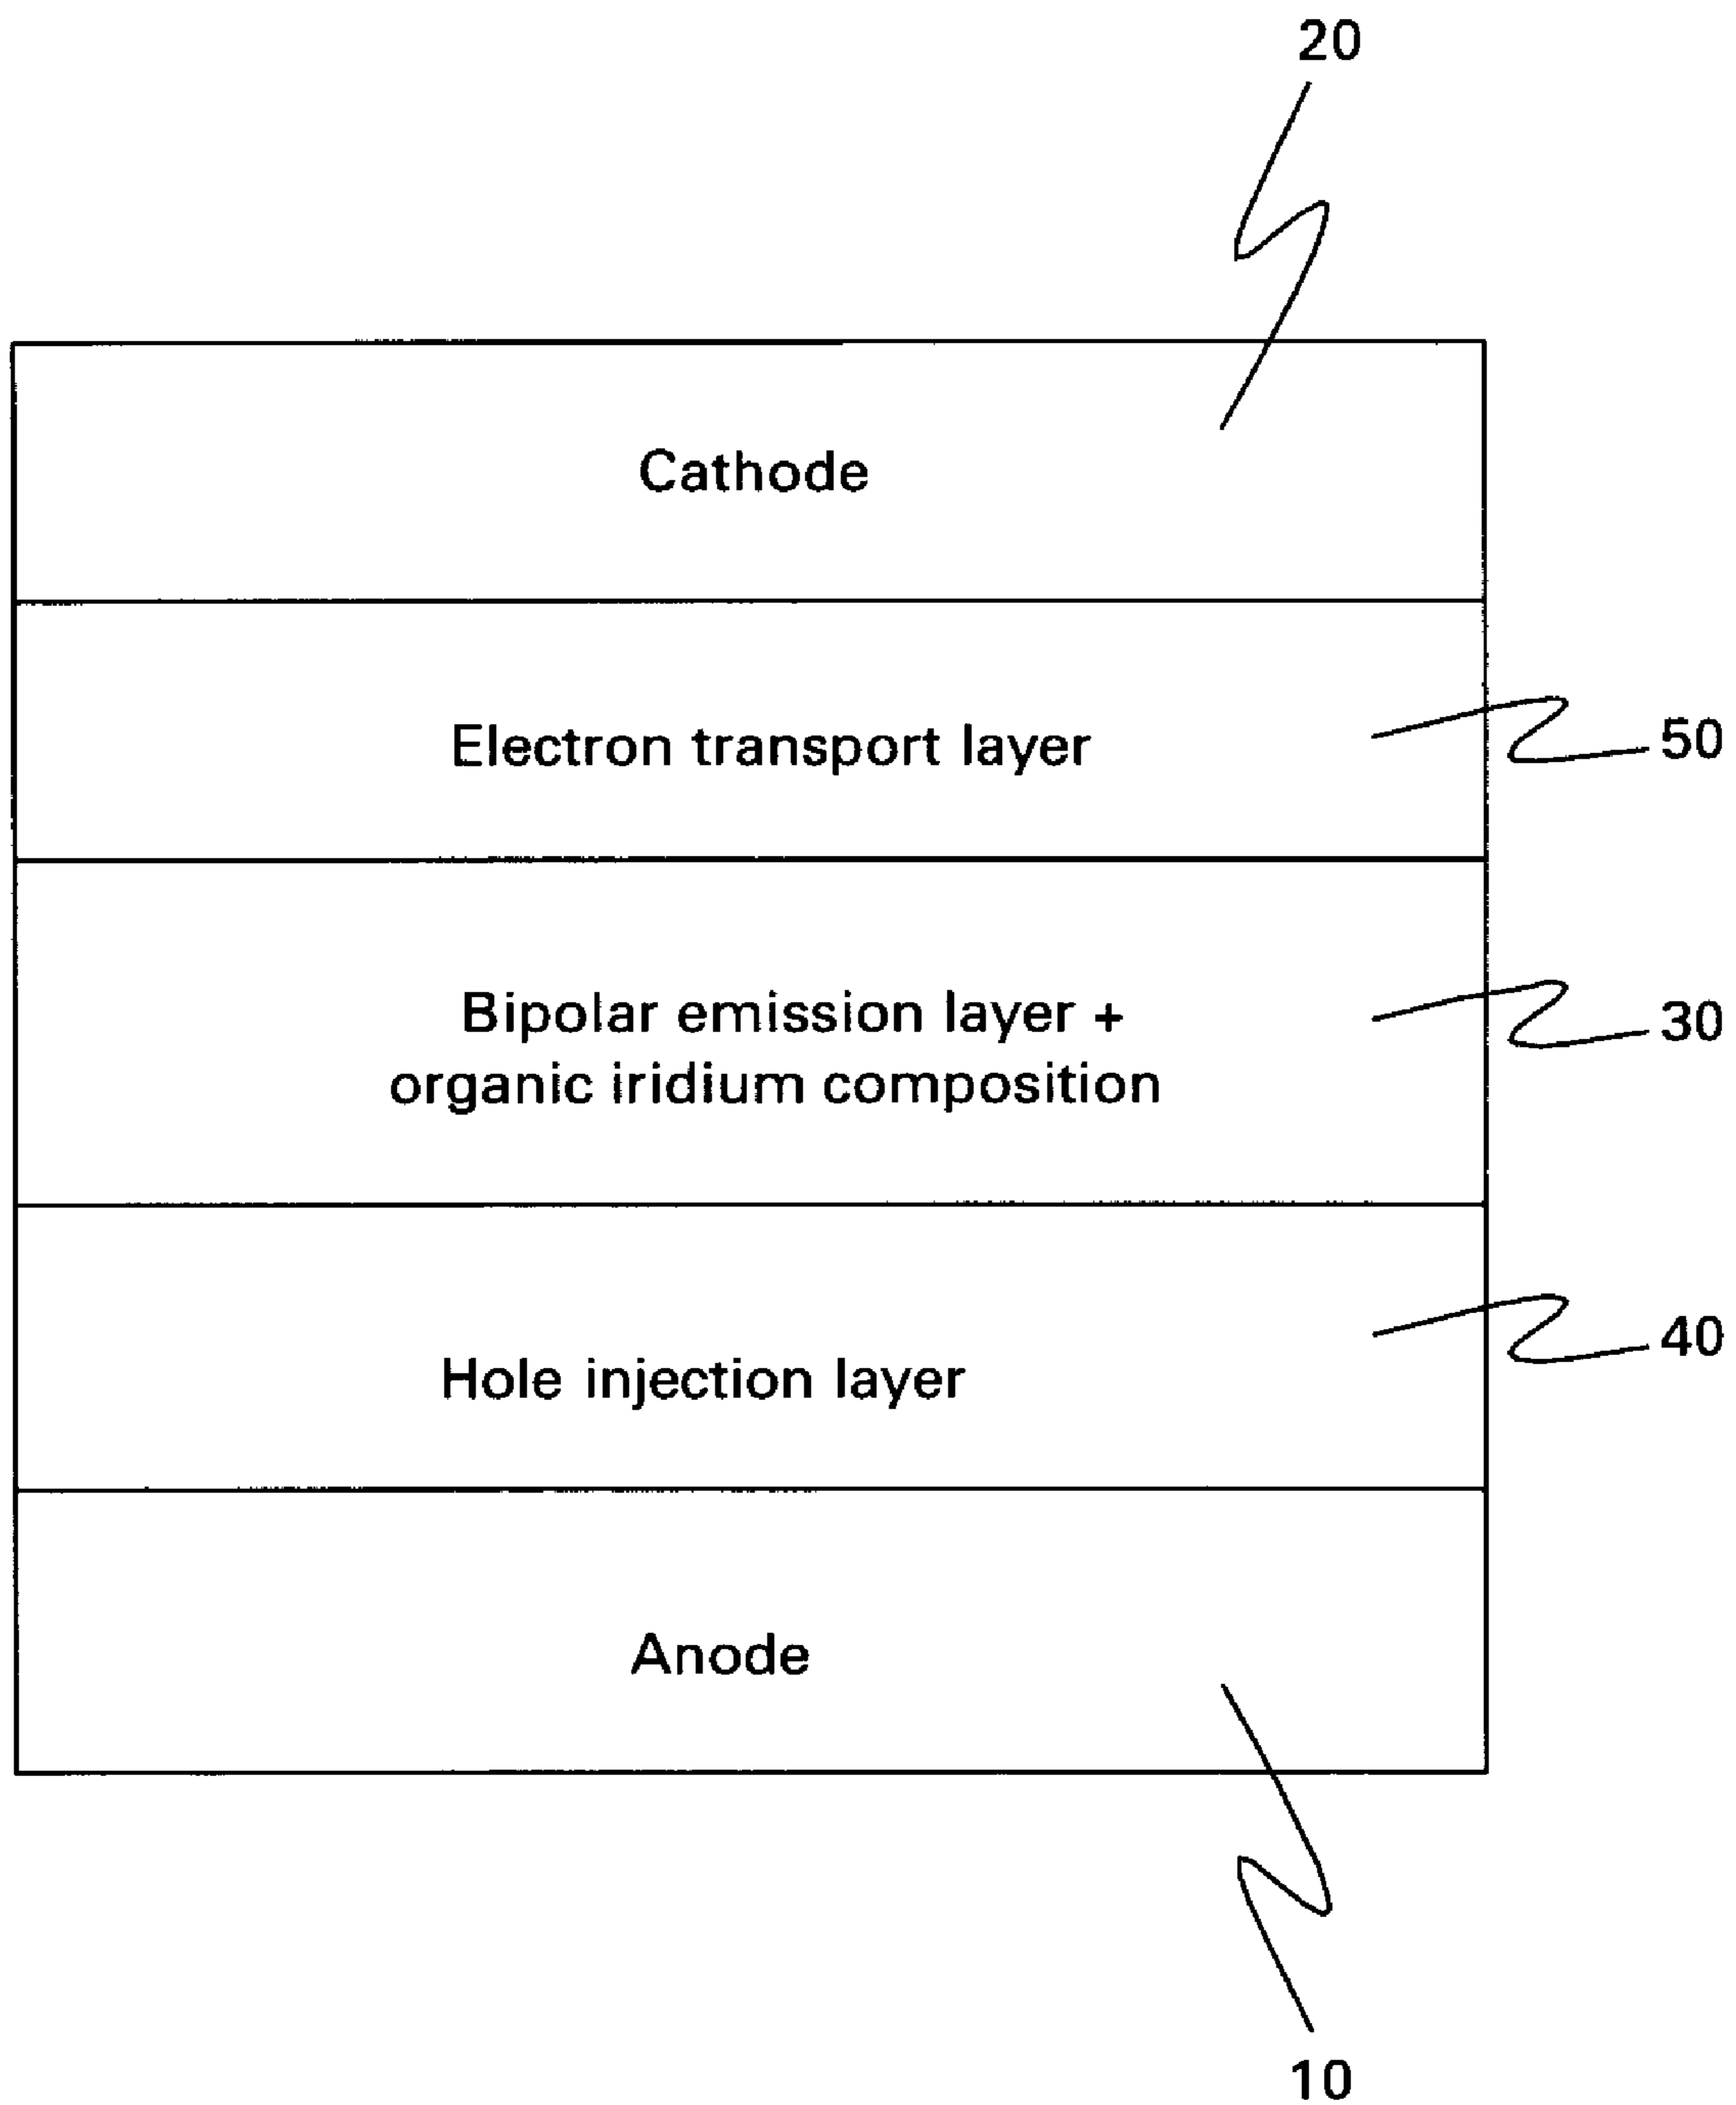 20
Cathode
Electron transport layer
50
Bipolar emission layer +
30
organic iridium composition
Hole injection layer
40
Anode
10